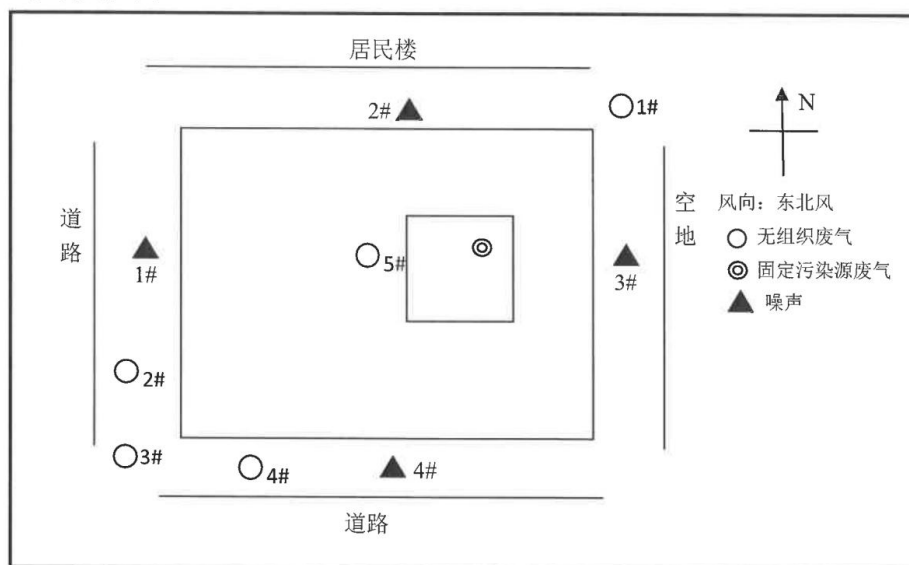 居民楼
2#
1#
N
道路
空地
风向：东北风
无组织废气
固定污染源废气
噪声
1#
5#
3#
2#
3#
4#
4#
道路